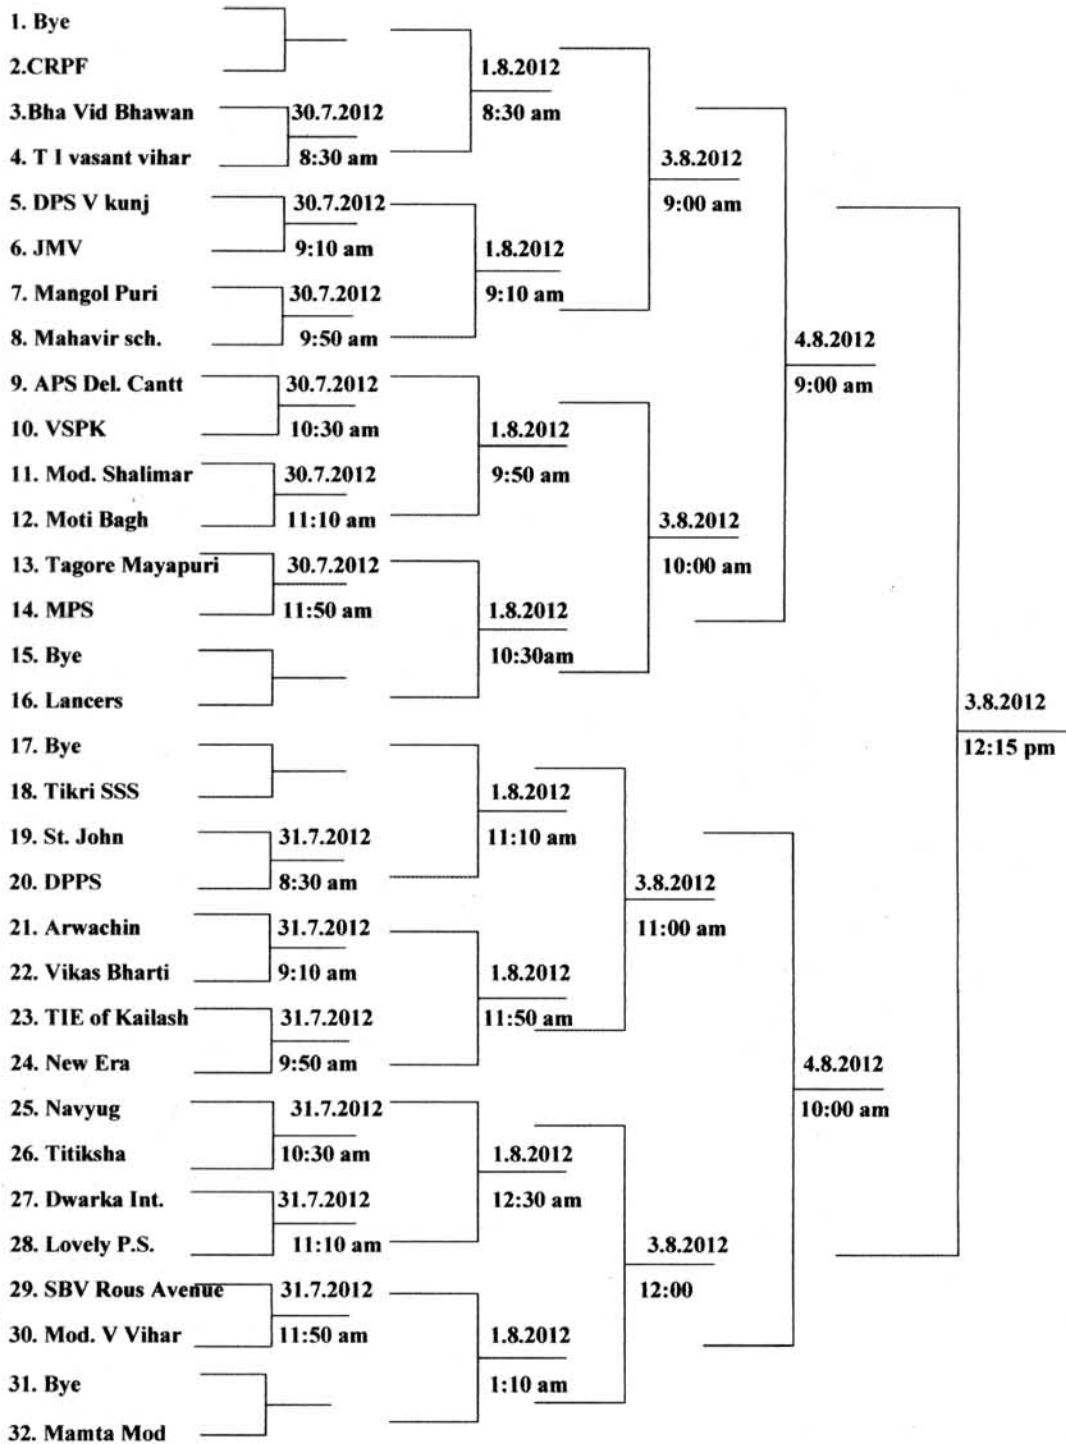 1. Bye
2.CRPF
1.8.2012
3.Bha Vid Bhawan
30.7.2012
8:30 am
4. T I vasant vihar
8:30 am
3.8.2012
5. DPS V kunj
30.7.2012
9:00 am
6. JMV
9:10 am
1.8.2012
7. Mangol Puri
30.7.2012
9:10 am
8. Mahavir sch.
9:50 am
4.8.2012
9. APS Del. Cantt
30.7.2012
9:00 am
10. VSPK
10:30 am
1.8.2012
11. Mod. Shalimar
30.7.2012
9:50 am
12. Moti Bagh
11:10 am
3.8.2012
13. Tagore Mayapuri
30.7.2012
10:00 am
14. MPS
11:50 am
1.8.2012
15. Bye
10:30am
16. Lancers
3.8.2012
17. Bye
12:15 pm
18. Tikri SSS
1.8.2012
19. St. John
31.7.2012
11:10 am
20. DPPS
8:30 am
3.8.2012
21. Arwachin
31.7.2012
11:00 am
22. Vikas Bharti
9:10 am
1.8.2012
23. TIE of Kailash
31.7.2012
11:50 am
24. New Era
9:50 am
4.8.2012
25. Navyug
31.7.2012
10:00 am
26. Titiksha
10:30 am
1.8.2012
27. Dwarka Int.
31.7.2012
12:30 am
28. Lovely P.S.
11:10 am
3.8.2012
29. SBV Rous Avenue
31.7.2012
12:00
30. Mod. V Vihar
11:50 am
1.8.2012
31. Bye
1:10 am
32. Mamta Mod